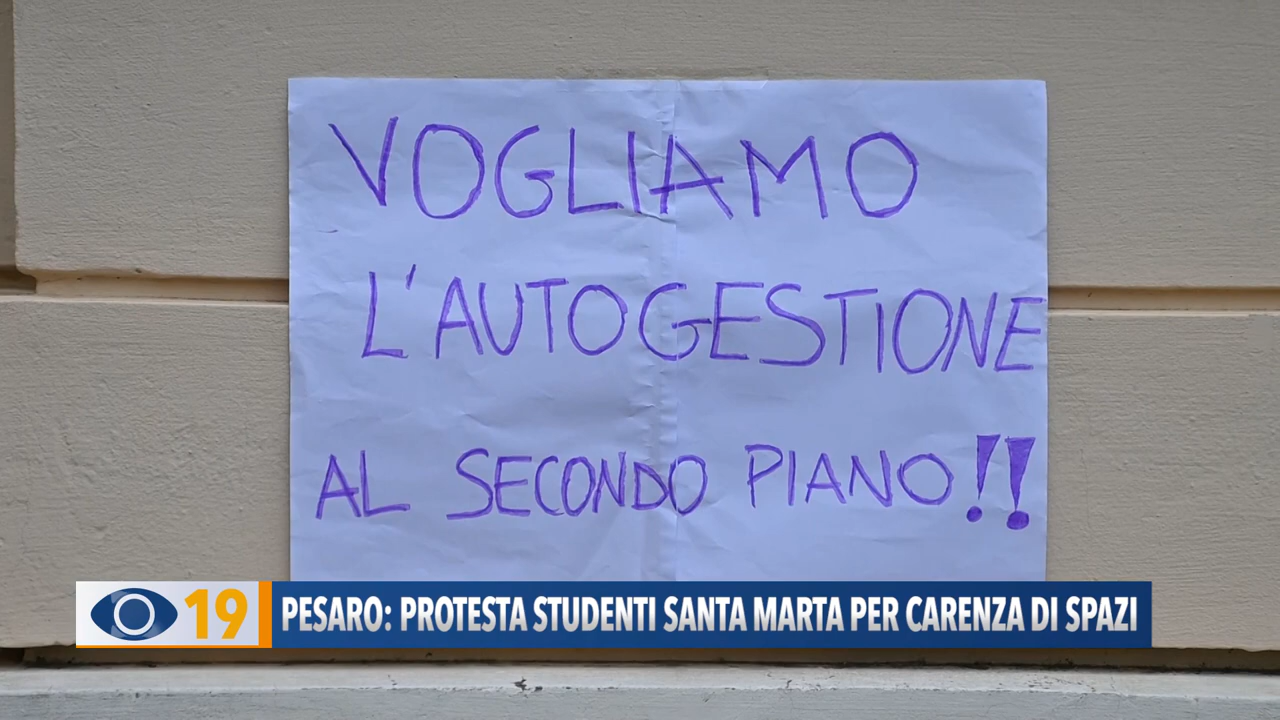 VOGLIAMO
L'AUTOGESTIONE
AL SECONDO PIANO!!
19 PESARO: PROTESTA STUDENTI SANTA MARTA PER CARENZA DI SPAZI